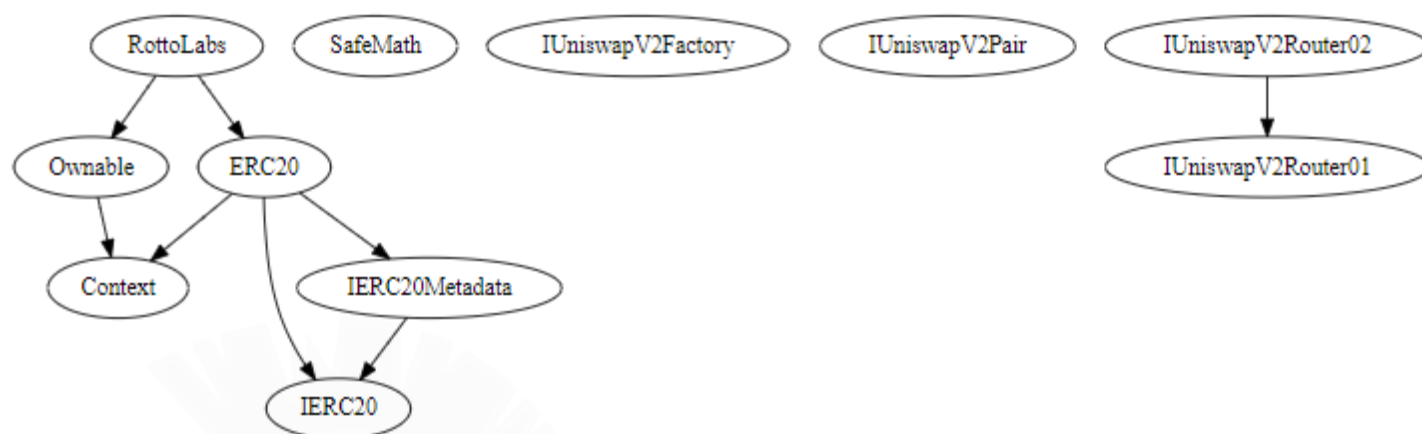 RottoLabs SafeMath IUniswapV2Factory IUniswapV2Pair IUniswapV2Router02
Ownable ERC20 IUniswapV2Router01
Context IERC20Metadata
IERC20